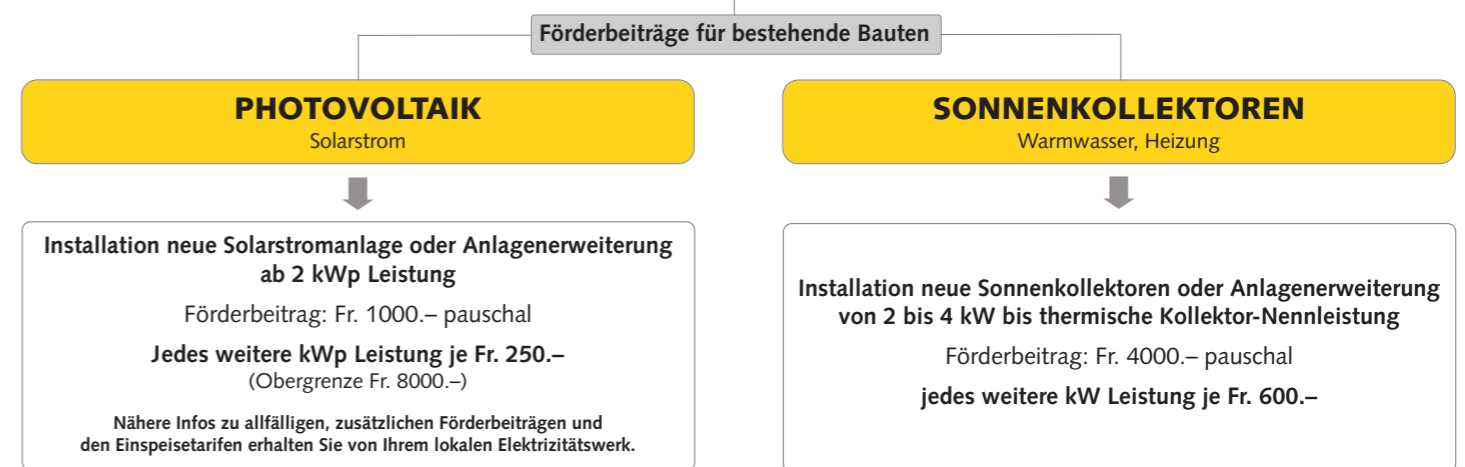 Förderbeiträge für bestehende Bauten
PHOTOVOLTAIK
Solarstrom
Installation neue Solarstromanlage oder Anlagenerweiterung
ab 2 kWp Leistung
Förderbeitrag: Fr. 1000.– pauschal
Jedes weitere kWp Leistung je Fr. 250.–
(Obergrenze Fr. 8000.–)
Nähere Infos zu allfälligen, zusätzlichen Förderbeiträgen und
den Einspeisetarifen erhalten Sie von Ihrem lokalen Elektrizitätswerk.
SONNENKOLLEKTOREN
Warmwasser, Heizung
Installation neue Sonnenkollektoren oder Anlagenerweiterung
von 2 bis 4 kW bis thermische Kollektor-Nennleistung
Förderbeitrag: Fr. 4000.– pauschal
jedes weitere kW Leistung je Fr. 600.–